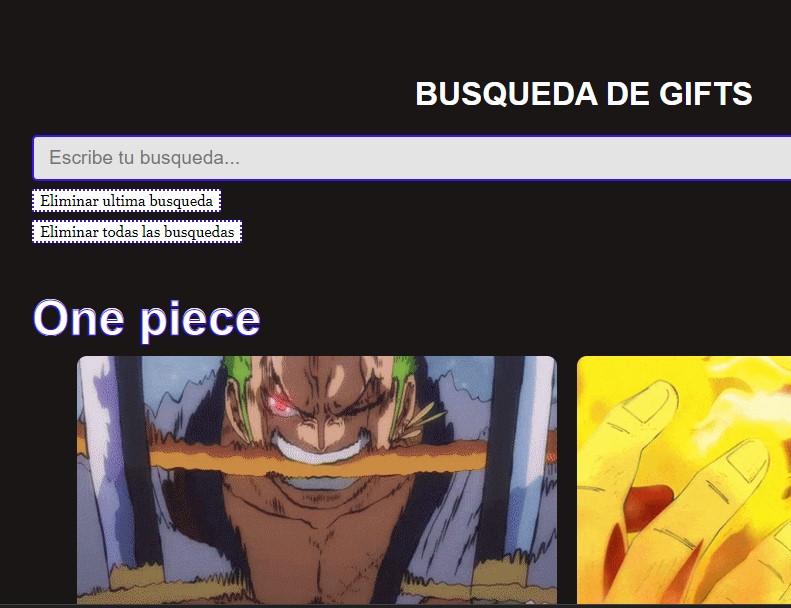 BUSQUEDA DE GIFTS
Escribe tu busqueda...
Eliminar ultima busqueda
Eliminar todas las busquedas
One piece